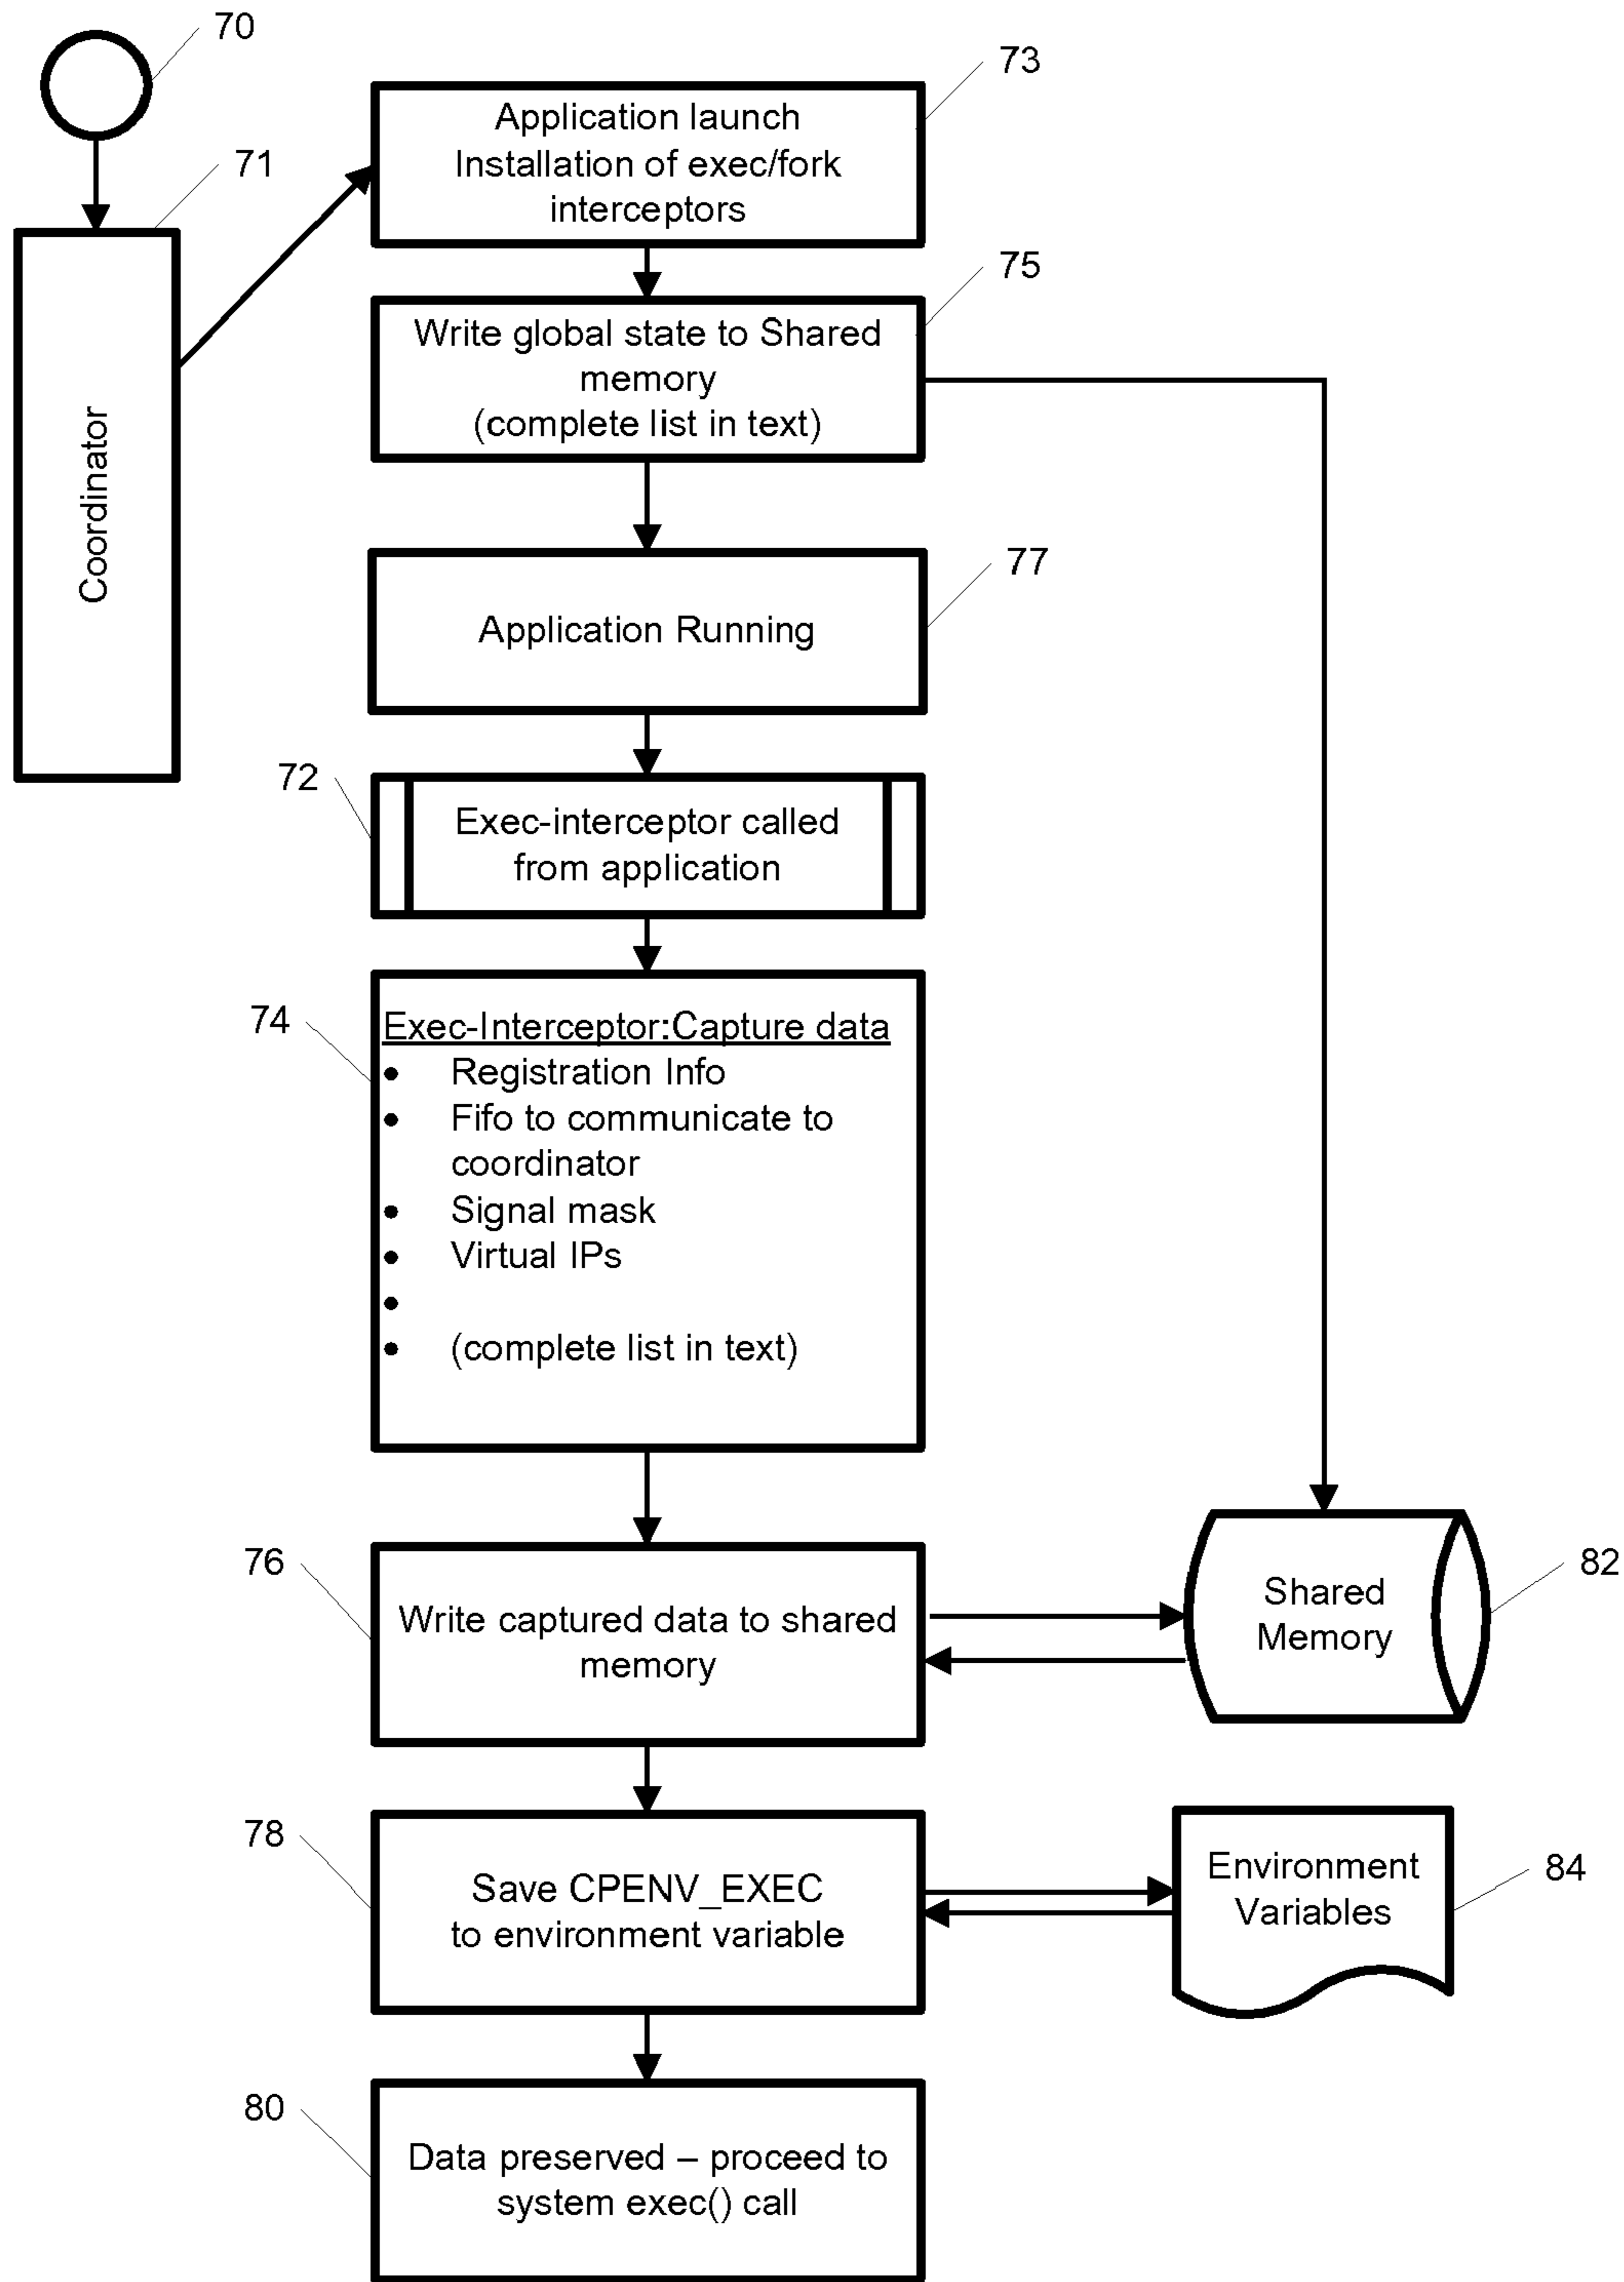 70
73
Application launch
Installation of exec/fork
interceptors
71
Coordinator
75
Write global state to Shared
memory
(complete list in text)
77
Application Running
72
Exec-interceptor called
from application
74
Exec-Interceptor:Capture data
• Registration Info
• Fifo to communicate to
coordinator
• Signal mask
• Virtual IPs
•
• (complete list in text)
76
Write captured data to shared
memory
Shared
Memory
82
78
Save CPENV_EXEC
to environment variable
Environment
Variables
84
80
Data preserved – proceed to
system exec() call